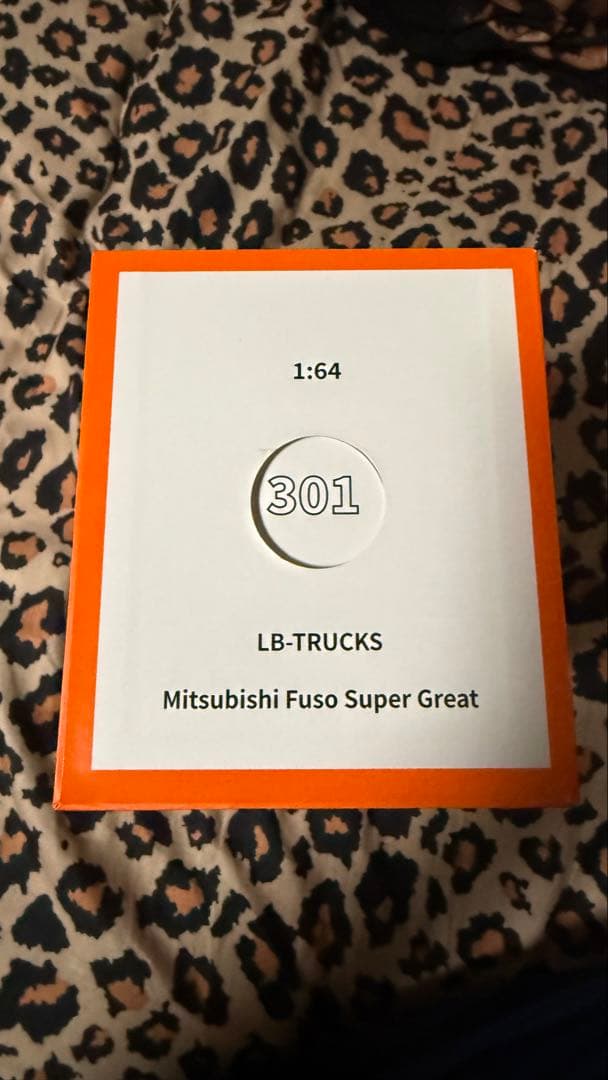 1:64
301
LB-TRUCKS
Mitsubishi Fuso Super Great